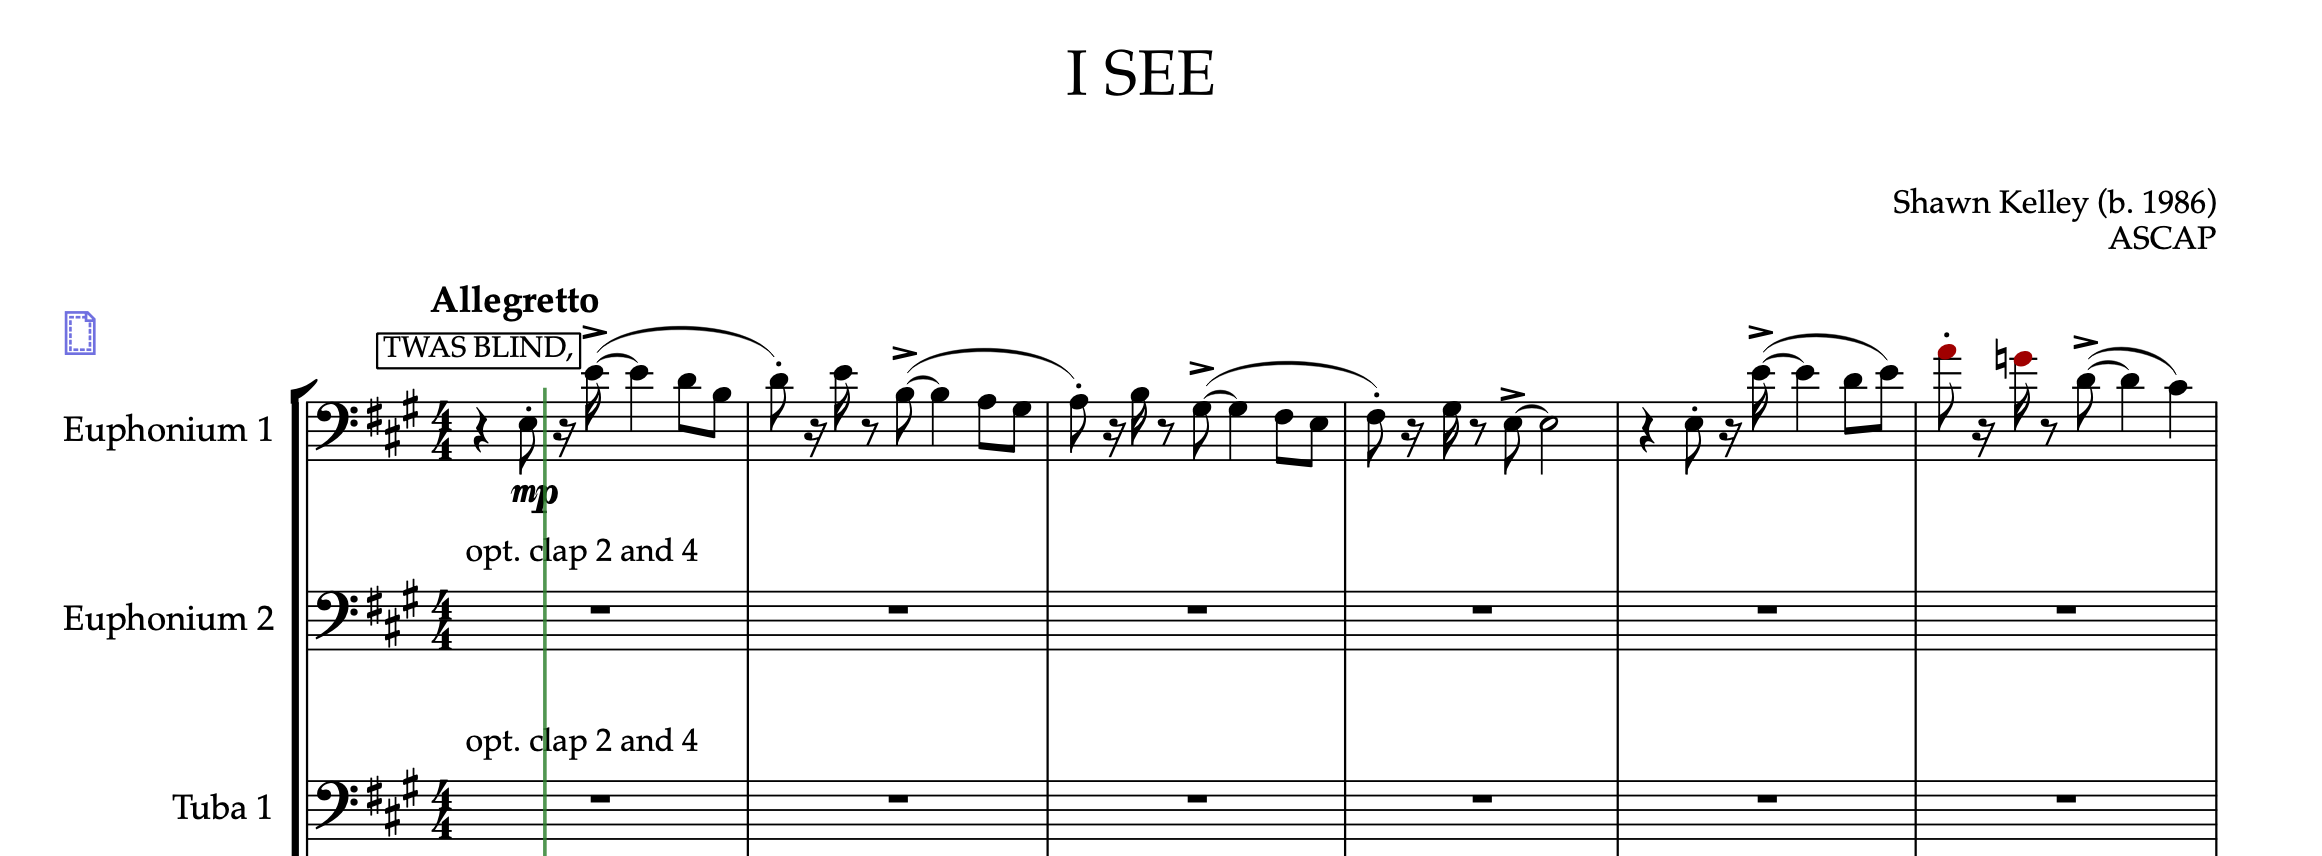 I SEE
Shawn Kelley (b. 1986)
ASCAP
Allegretto
TWAS BLIND,
Euphonium 1
mp
opt. clap 2 and 4
Euphonium 2
opt. clap 2 and 4
Tuba 1